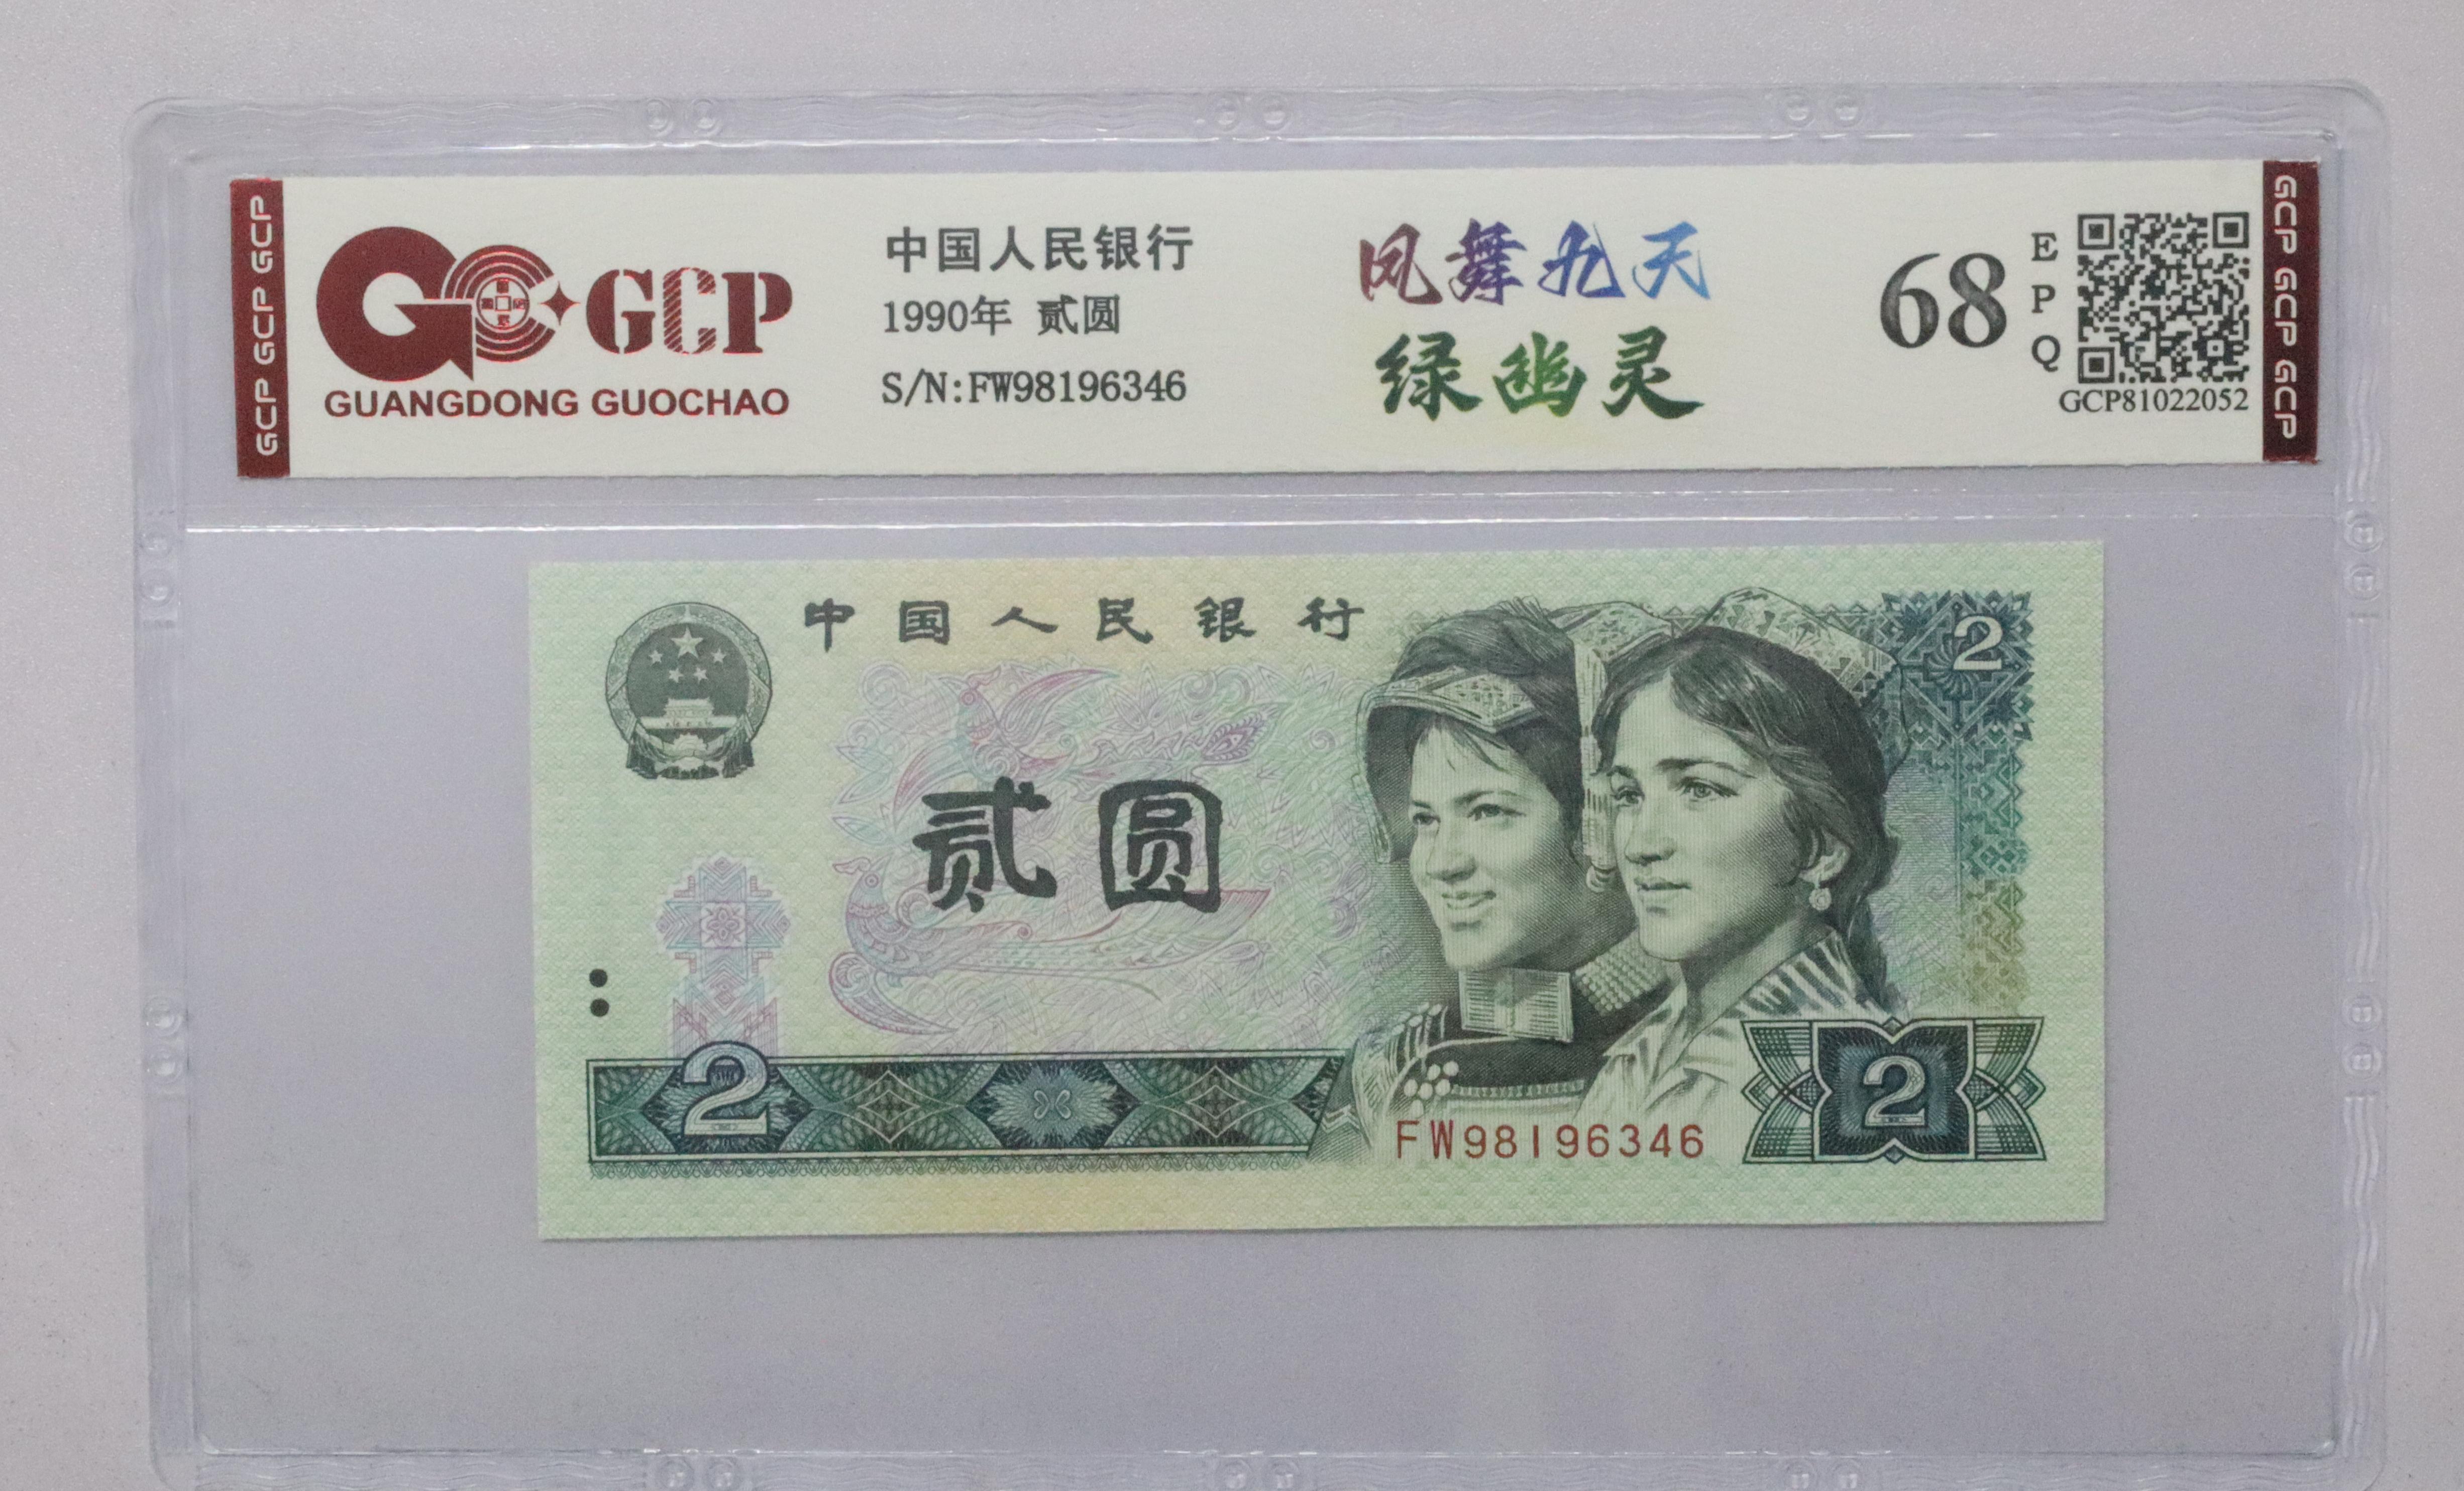 GCP GCP GCP
GCP
GUANGDONG GUOCHAO
中国人民银行
1990年 贰圆
S/N:FW98196346
凤舞九天
绿幽灵
68
EPQ
GCP81022052
GCP GCP GCP
中国人民银行
2
贰圆
2
FW98196346
2